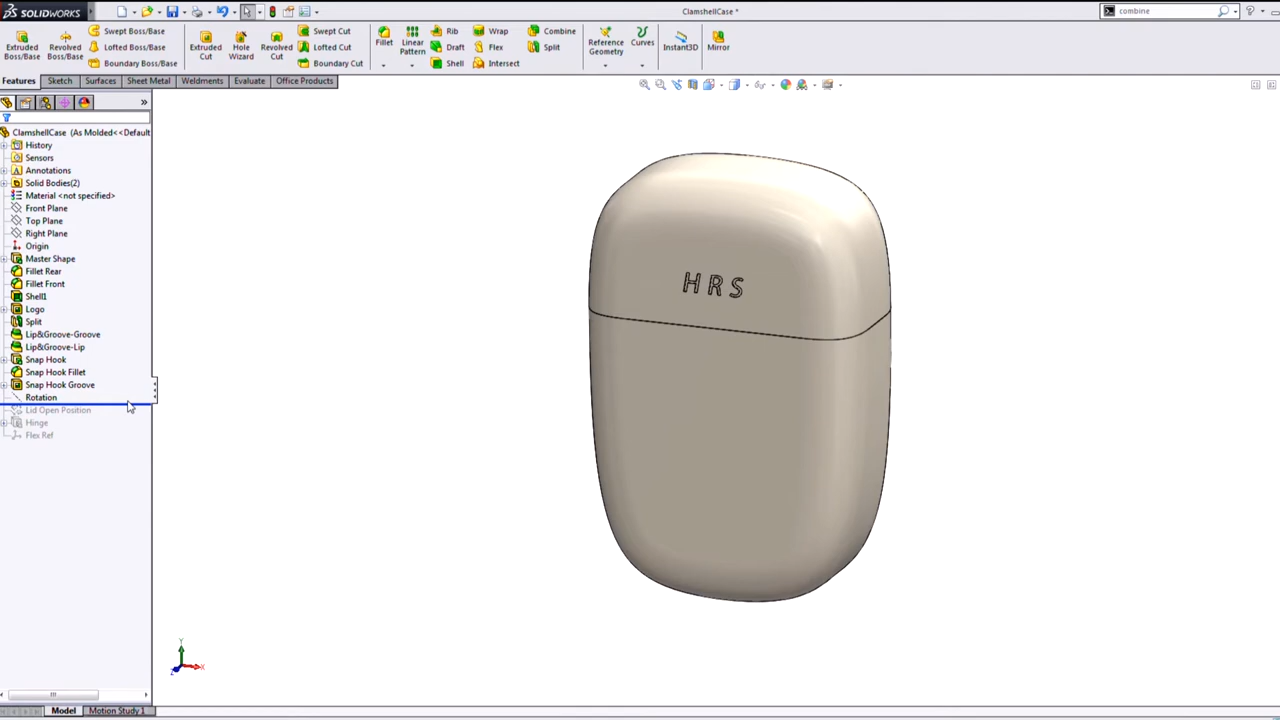 SOLIDWORKS
ClamshellCase *
combine
Extruded Boss/Base
Revolved Boss/Base
Swept Boss/Base
Lofted Boss/Base
Boundary Boss/Base
Extruded Cut
Hole Wizard
Revolved Cut
Swept Cut
Lofted Cut
Boundary Cut
Fillet
Linear Pattern
Rib
Draft
Shell
Wrap
Flex
Intersect
Combine
Split
Reference Geometry
Curves
Instant3D
Mirror
Features Sketch Surfaces Sheet Metal Weldments Evaluate Office Products
ClamshellCase (As Molded<<Default
History
Sensors
Annotations
Solid Bodies(2)
Material <not specified>
Front Plane
Top Plane
Right Plane
Origin
Master Shape
Fillet Rear
Fillet Front
Shell1
Logo
Split
Lip&Groove-Groove
Lip&Groove-Lip
Snap Hook
Snap Hook Fillet
Snap Hook Groove
Rotation
Lid Open Position
Hinge
Flex Ref
HRS
Y
X
Z
Model Motion Study 1